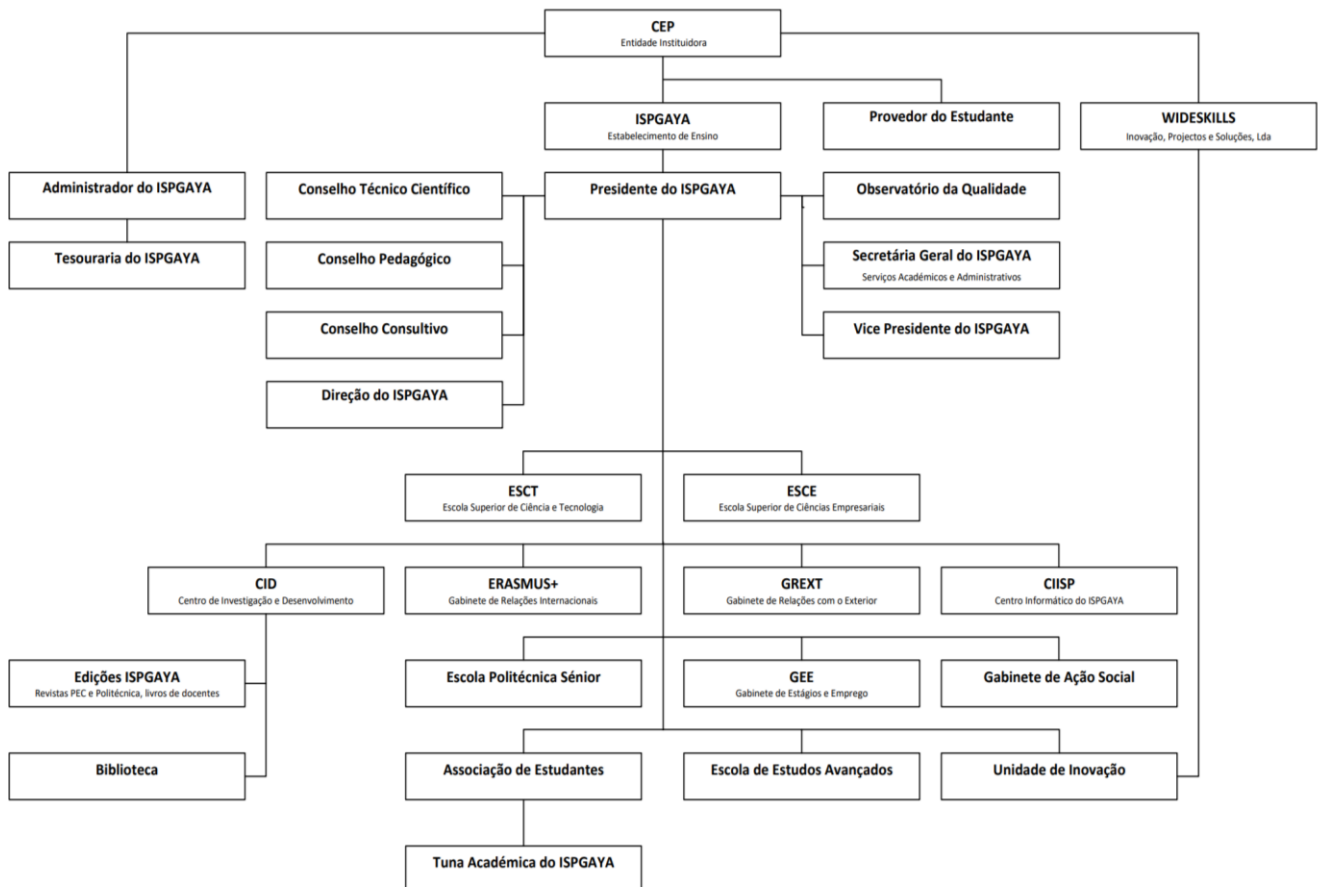 CEP
Entidade Instituidora
ISPGAYA
Estabelecimento de Ensino
Provedor do Estudante
WIDESKILLS
Inovação, Projectos e Soluções, Lda
Administrador do ISPGAYA
Conselho Técnico Científico
Presidente do ISPGAYA
Observatório da Qualidade
Tesouraria do ISPGAYA
Conselho Pedagógico
Secretária Geral do ISPGAYA
Serviços Académicos e Administrativos
Conselho Consultivo
Vice Presidente do ISPGAYA
Direção do ISPGAYA
ESCT
Escola Superior de Ciência e Tecnologia
ESCE
Escola Superior de Ciências Empresariais
CID
Centro de Investigação e Desenvolvimento
ERASMUS+
Gabinete de Relações Internacionais
GREXT
Gabinete de Relações com o Exterior
CIISP
Centro Informático do ISPGAYA
Edições ISPGAYA
Revistas PEC e Politécnica, livros de docentes
Escola Politécnica Sénior
GEE
Gabinete de Estágios e Emprego
Gabinete de Ação Social
Biblioteca
Associação de Estudantes
Escola de Estudos Avançados
Unidade de Inovação
Tuna Académica do ISPGAYA